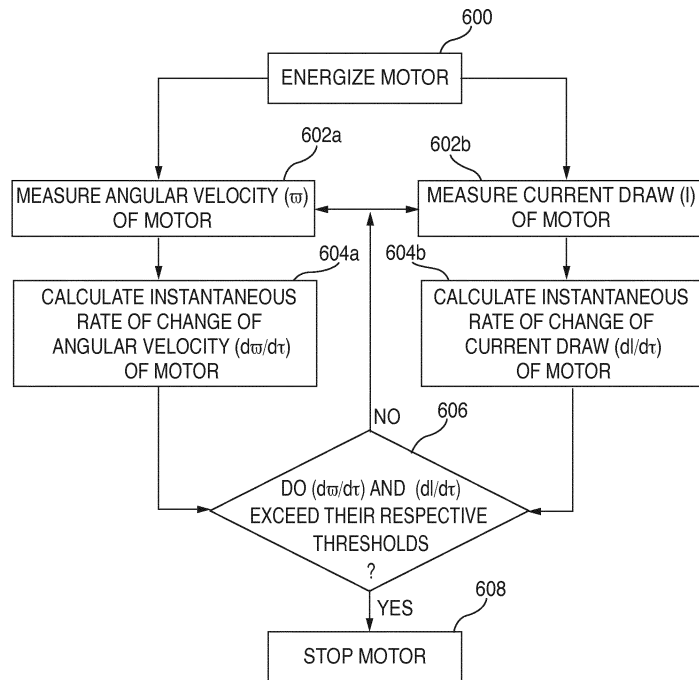 600
ENERGIZE MOTOR
602a
602b
MEASURE ANGULAR VELOCITY (ϖ)
OF MOTOR
MEASURE CURRENT DRAW (I)
OF MOTOR
604a
604b
CALCULATE INSTANTANEOUS
RATE OF CHANGE OF
ANGULAR VELOCITY (dϖ/dτ)
OF MOTOR
CALCULATE INSTANTANEOUS
RATE OF CHANGE OF
CURRENT DRAW (dI/dτ)
OF MOTOR
NO
606
DO (dϖ/dτ) AND (dI/dτ)
EXCEED THEIR RESPECTIVE
THRESHOLDS
?
YES
608
STOP MOTOR